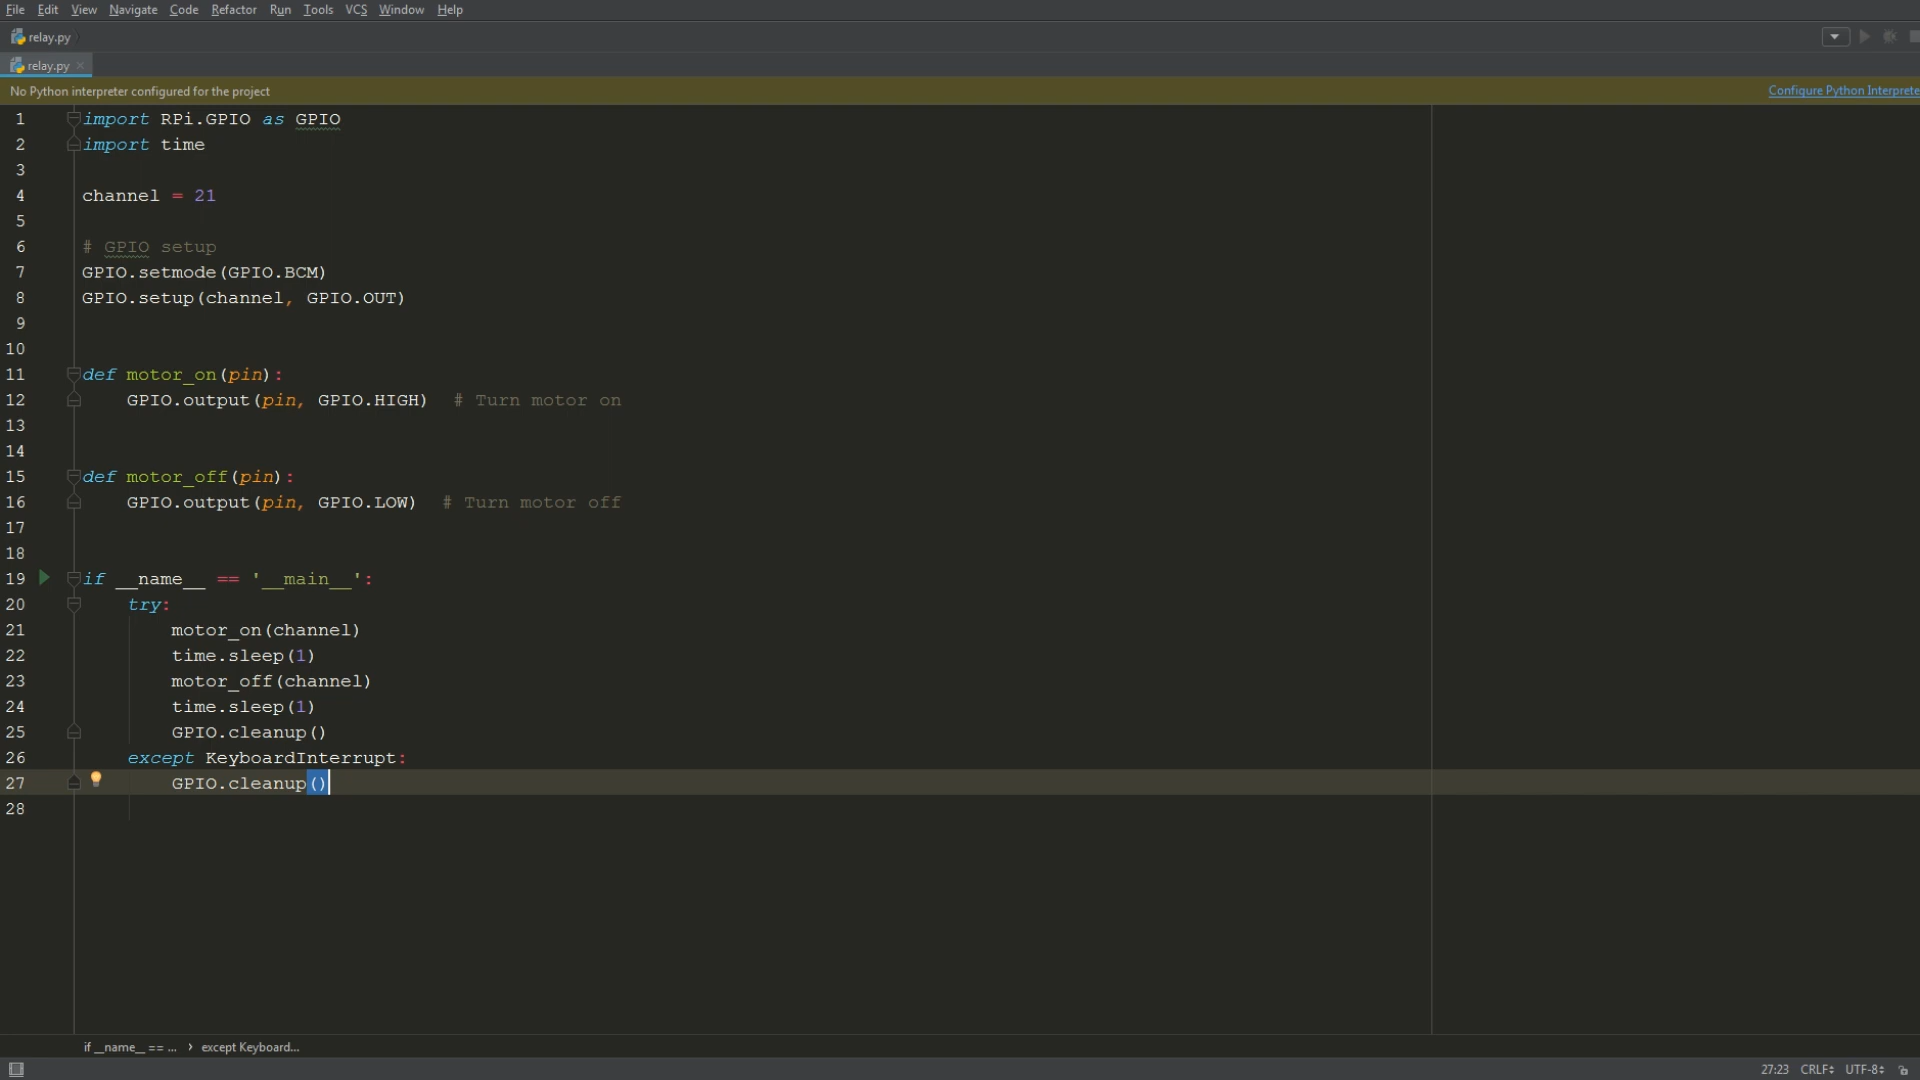 File Edit View Navigate Code Refactor Run Tools VCS Window Help
relay.py
relay.py
No Python interpreter configured for the project Configure Python Interprete
1 import RPi.GPIO as GPIO
2 import time
3
4 channel = 21
5
6 # GPIO setup
7 GPIO.setmode(GPIO.BCM)
8 GPIO.setup(channel, GPIO.OUT)
9
10
11 def motor_on(pin):
12     GPIO.output(pin, GPIO.HIGH)  # Turn motor on
13
14
15 def motor_off(pin):
16     GPIO.output(pin, GPIO.LOW)  # Turn motor off
17
18
19 if __name__ == '__main__':
20     try:
21         motor_on(channel)
22         time.sleep(1)
23         motor_off(channel)
24         time.sleep(1)
25         GPIO.cleanup()
26     except KeyboardInterrupt:
27         GPIO.cleanup()
28
if __name__ == ... › except Keyboard...
27:23 CRLF UTF-8